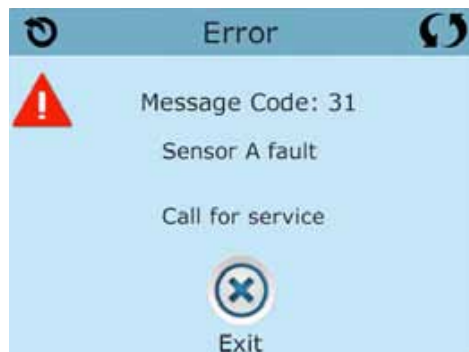 Error
Message Code: 31
Sensor A fault
Call for service
Exit